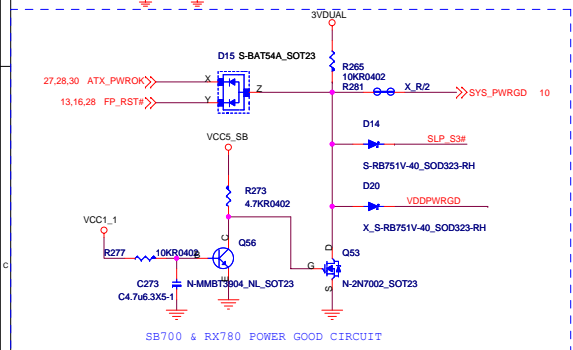 3VDUAL
D15 S-BAT54A_SOT23
R265
10KR0402
27,28,30 ATX_PWROK
X
R281
X_R/2
Z
SYS_PWRGD 10
13,16,28 FP_RST#
Y
D14
SLP_S3#
VCC5_SB
S-RB751V-40_SOD323-RH
D20
R273
4.7KR0402
VDDPWRGD
VCC1_1
X_S-RB751V-40_SOD323-RH
C
Q56
D
Q53
R277
10KR0402
B
G
C
C273
E
N-MMBT3904_NL_SOT23
S
N-2N7002_SOT23
C4.7u6.3X5-1
SB700 & RX780 POWER GOOD CIRCUIT